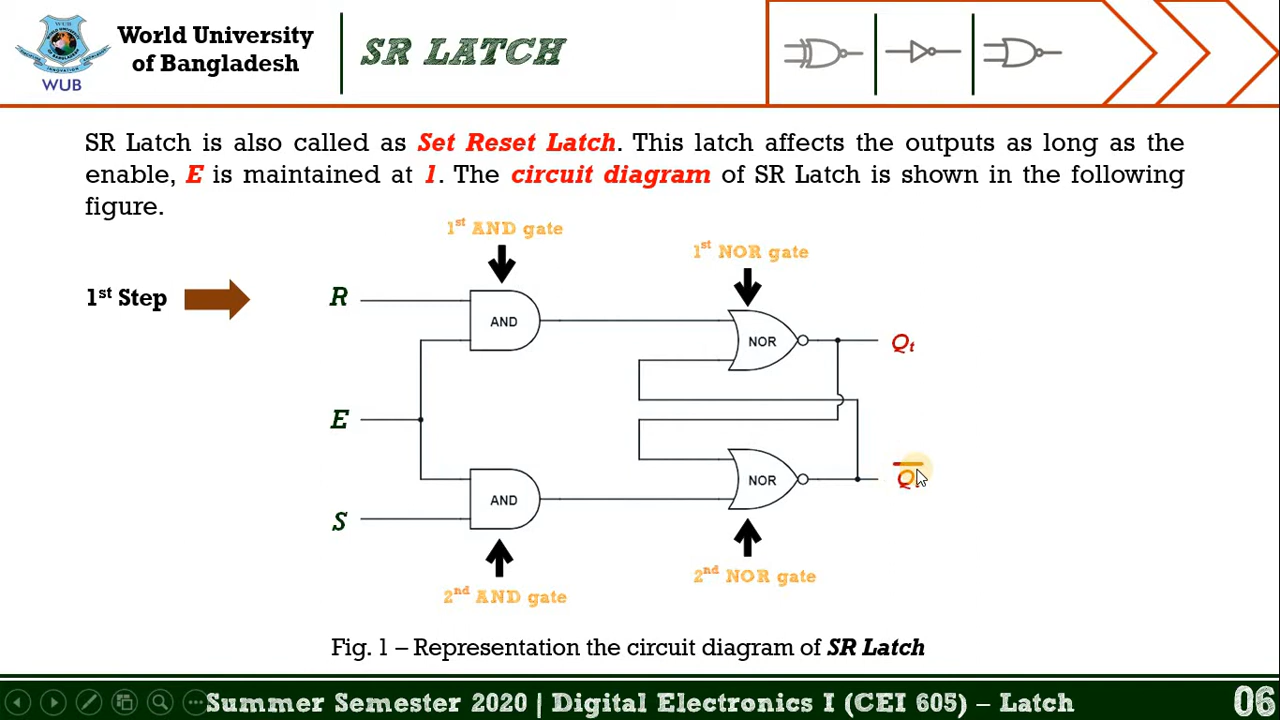 World University
of Bangladesh
WUB
WUB
SR LATCH
SR Latch is also called as Set Reset Latch. This latch affects the outputs as long as the
enable, E is maintained at 1. The circuit diagram of SR Latch is shown in the following
figure.
1st AND gate
1st NOR gate
1st Step
R
AND
NOR
Qt
E
S
AND
NOR
Q
2nd AND gate
2nd NOR gate
Fig. 1 – Representation the circuit diagram of SR Latch
Summer Semester 2020 | Digital Electronics I (CEI 605) – Latch
06